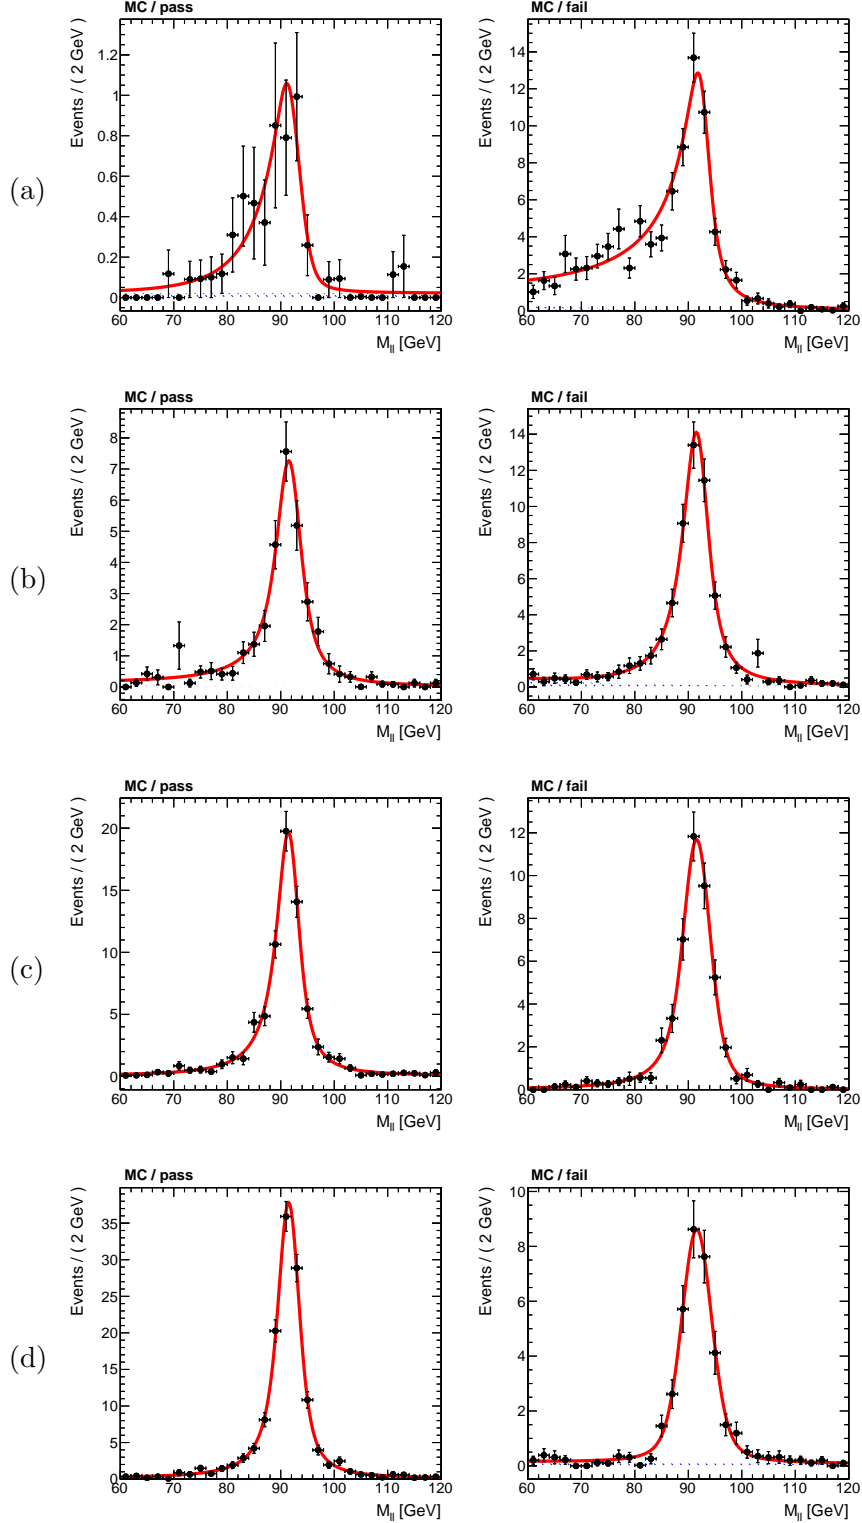 MC / pass
Events / ( 2 GeV )
1.2
1
0.8
0.6
0.4
0.2
0
60 70 80 90 100 110 120
M_ll [GeV]
MC / fail
Events / ( 2 GeV )
14
12
10
8
6
4
2
0
60 70 80 90 100 110 120
M_ll [GeV]
(a)
MC / pass
Events / ( 2 GeV )
8
7
6
5
4
3
2
1
0
60 70 80 90 100 110 120
M_ll [GeV]
MC / fail
Events / ( 2 GeV )
14
12
10
8
6
4
2
0
60 70 80 90 100 110 120
M_ll [GeV]
(b)
MC / pass
Events / ( 2 GeV )
20
15
10
5
0
60 70 80 90 100 110 120
M_ll [GeV]
MC / fail
Events / ( 2 GeV )
12
10
8
6
4
2
0
60 70 80 90 100 110 120
M_ll [GeV]
(c)
MC / pass
Events / ( 2 GeV )
35
30
25
20
15
10
5
0
60 70 80 90 100 110 120
M_ll [GeV]
MC / fail
Events / ( 2 GeV )
10
8
6
4
2
0
60 70 80 90 100 110 120
M_ll [GeV]
(d)